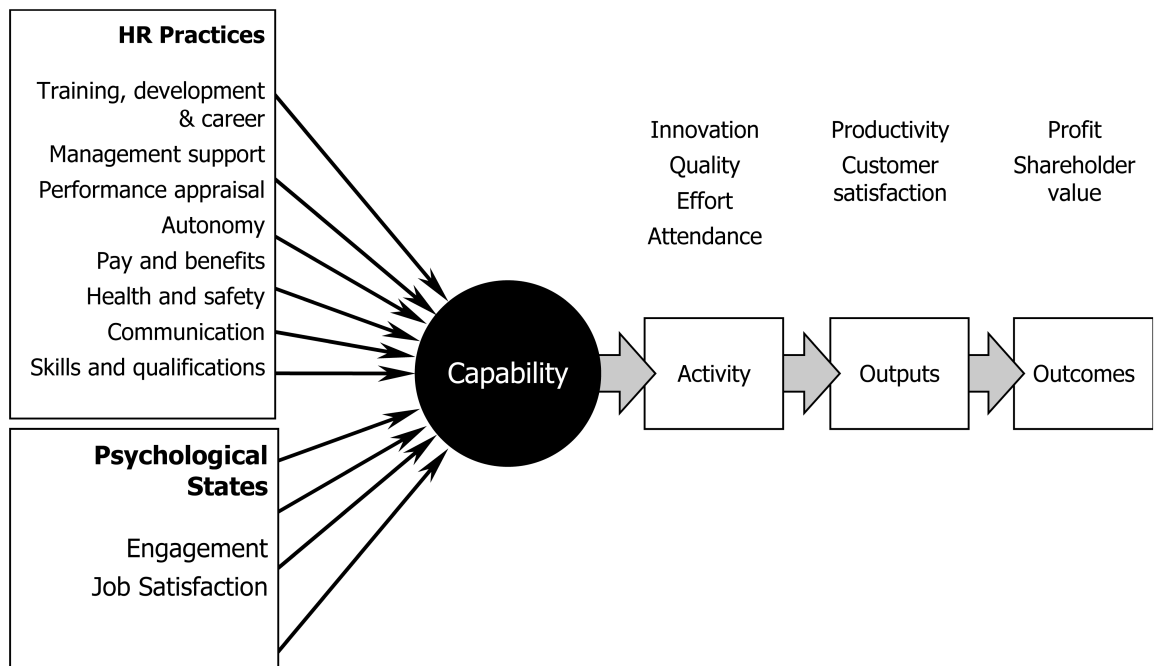 HR Practices
Training, development
& career
Management support
Performance appraisal
Autonomy
Pay and benefits
Health and safety
Communication
Skills and qualifications
Psychological
States
Engagement
Job Satisfaction
Capability
Innovation
Quality
Effort
Attendance
Activity
Productivity
Customer
satisfaction
Outputs
Profit
Shareholder
value
Outcomes